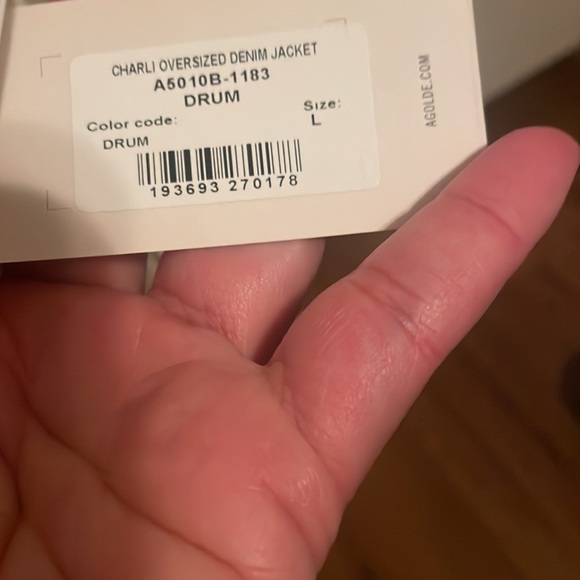 CHARLI OVERSIZED DENIM JACKET
A5010B-1183
DRUM
Color code:
DRUM
Size:
L
193693 270178
AGOLDE.COM